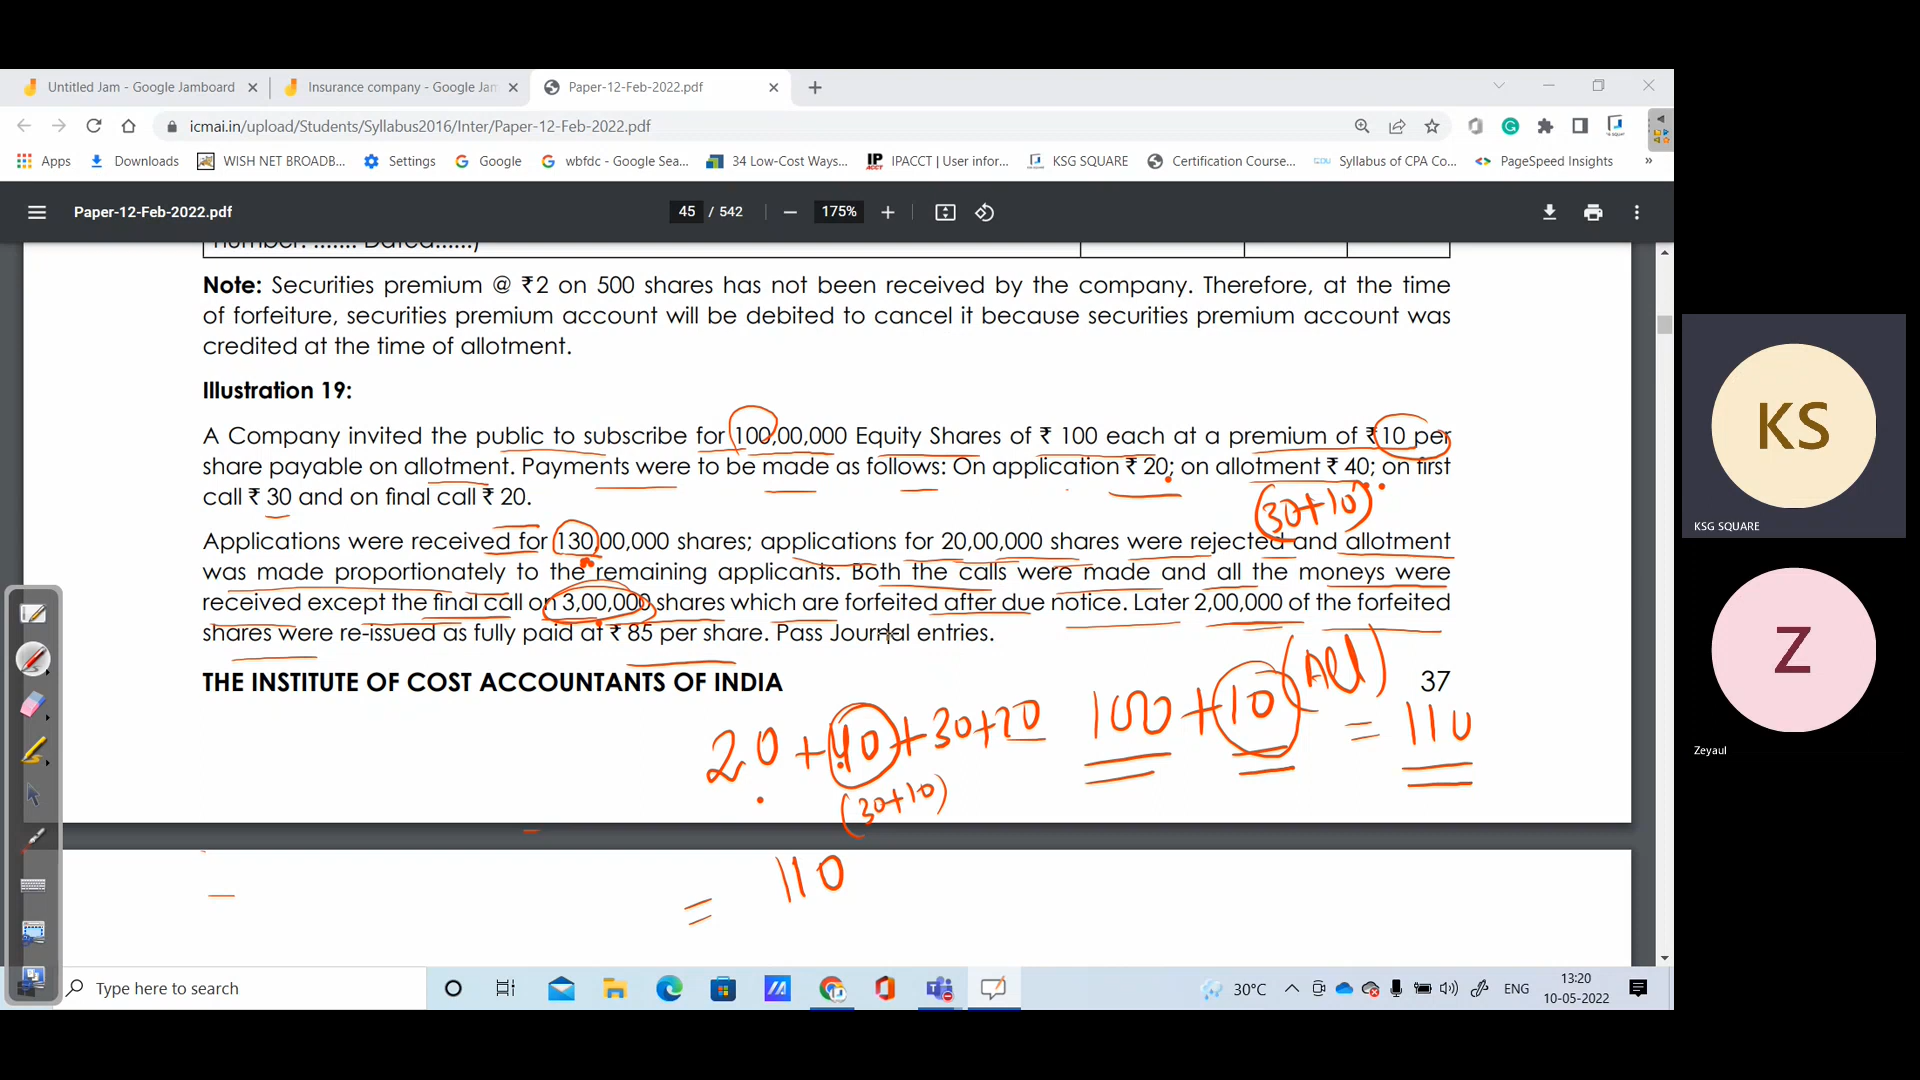 Untitled Jam - Google Jamboard
Insurance company - Google Jam
Paper-12-Feb-2022.pdf
icmai.in/upload/Students/Syllabus2016/Inter/Paper-12-Feb-2022.pdf
Apps Downloads WISH NET BROADB... Settings Google wbfdc - Google Sea... 34 Low-Cost Ways... IPACCT | User infor... KSG SQUARE Certification Course... Syllabus of CPA Co... PageSpeed Insights »
Paper-12-Feb-2022.pdf 45 / 542 175%
number: ....... Dated......)
Note: Securities premium @ ₹2 on 500 shares has not been received by the company. Therefore, at the time
of forfeiture, securities premium account will be debited to cancel it because securities premium account was
credited at the time of allotment.
Illustration 19:
A Company invited the public to subscribe for 100,00,000 Equity Shares of ₹ 100 each at a premium of ₹10 per
share payable on allotment. Payments were to be made as follows: On application ₹ 20; on allotment ₹ 40; on first
call ₹ 30 and on final call ₹ 20.
(30+10)
Applications were received for 130,00,000 shares; applications for 20,00,000 shares were rejected and allotment
was made proportionately to the remaining applicants. Both the calls were made and all the moneys were
received except the final call on 3,00,000 shares which are forfeited after due notice. Later 2,00,000 of the forfeited
shares were re-issued as fully paid at ₹ 85 per share. Pass Journal entries.
THE INSTITUTE OF COST ACCOUNTANTS OF INDIA 37
20+40+30+20 100+10 (All) = 110
(30+10)
= 110
KS
KSG SQUARE
Z
Zeyaul
Type here to search
30°C ENG 13:20
10-05-2022